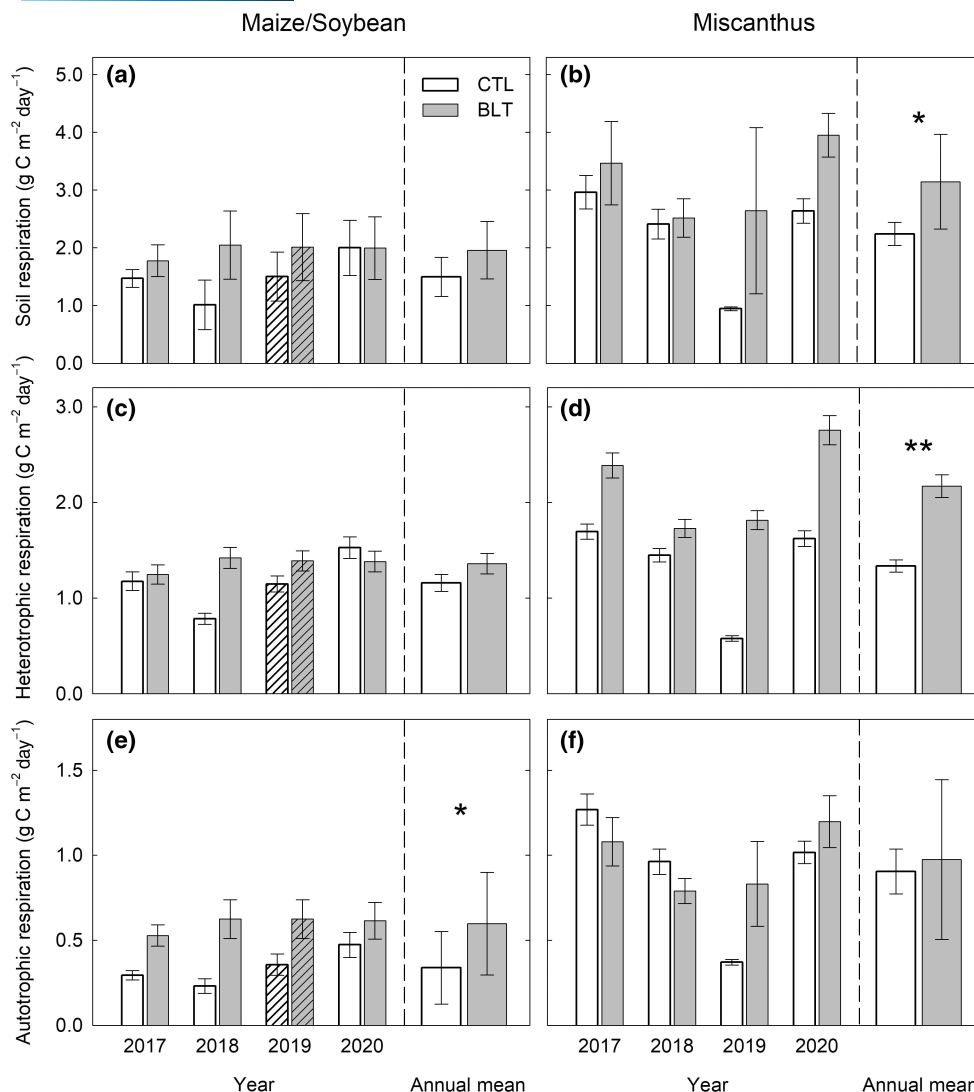 Maize/Soybean
Miscanthus
(a)
CTL
BLT
(b)
*
Soil respiration (g C m⁻² day⁻¹)
5.0
4.0
3.0
2.0
1.0
0.0
(c)
(d)
**
Heterotrophic respiration (g C m⁻² day⁻¹)
3.0
2.0
1.0
0.0
(e)
*
(f)
Autotrophic respiration (g C m⁻² day⁻¹)
1.5
1.0
0.5
0.0
2017 2018 2019 2020
2017 2018 2019 2020
Year
Annual mean
Year
Annual mean